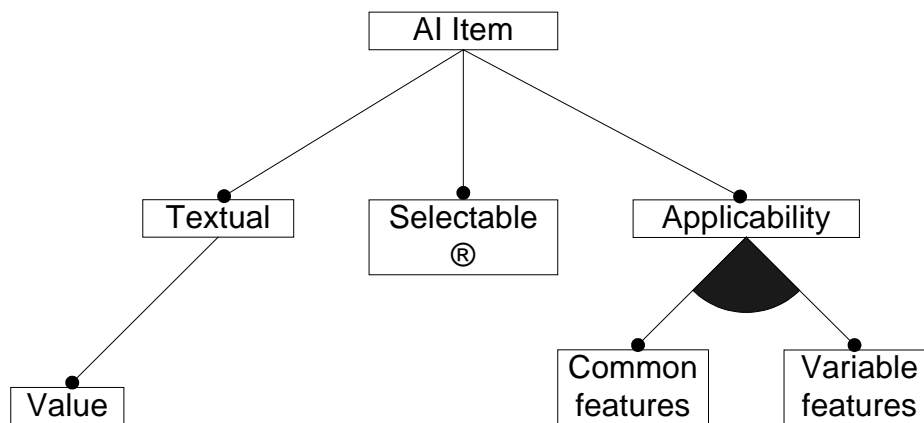 AI Item
Textual
Selectable
®
Applicability
Common
features
Variable
features
Value